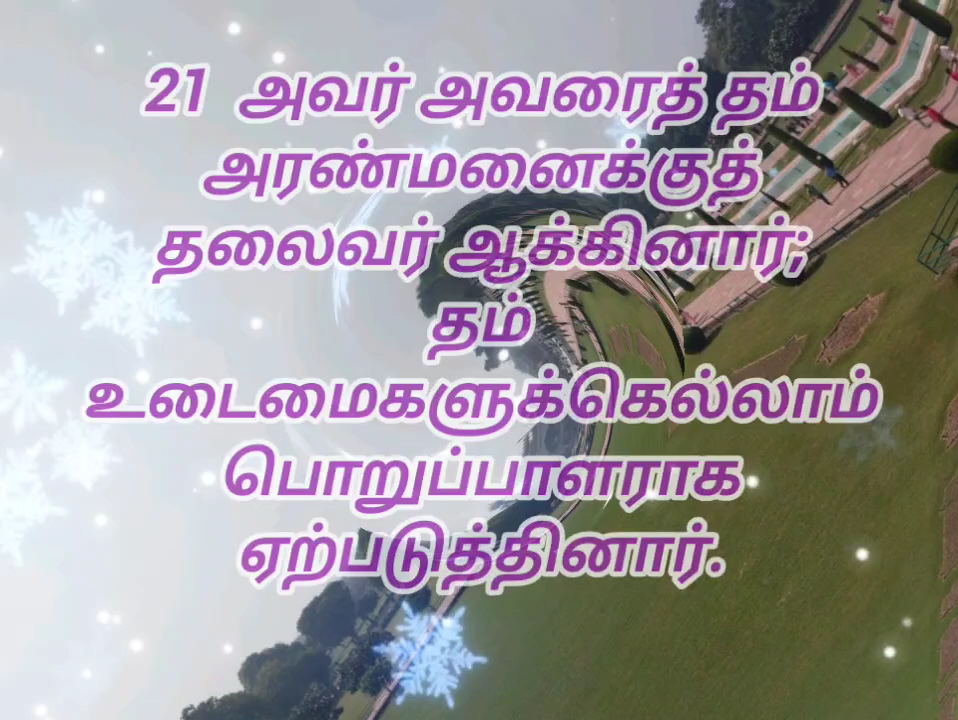 21 அவர் அவரைத் தம்
அரண்மனைக்குத்
தலைவர் ஆக்கினார்;
தம்
உடைமைகளுக்கெல்லாம்
பொறுப்பாளராக
ஏற்படுத்தினார்.